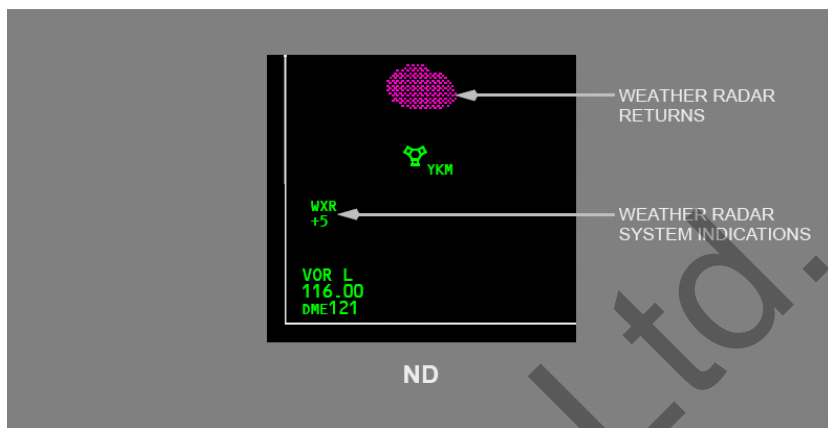 WEATHER RADAR
RETURNS
YKM
WXR
+5
WEATHER RADAR
SYSTEM INDICATIONS
VOR L
116.00
DME121
ND
Ltd.